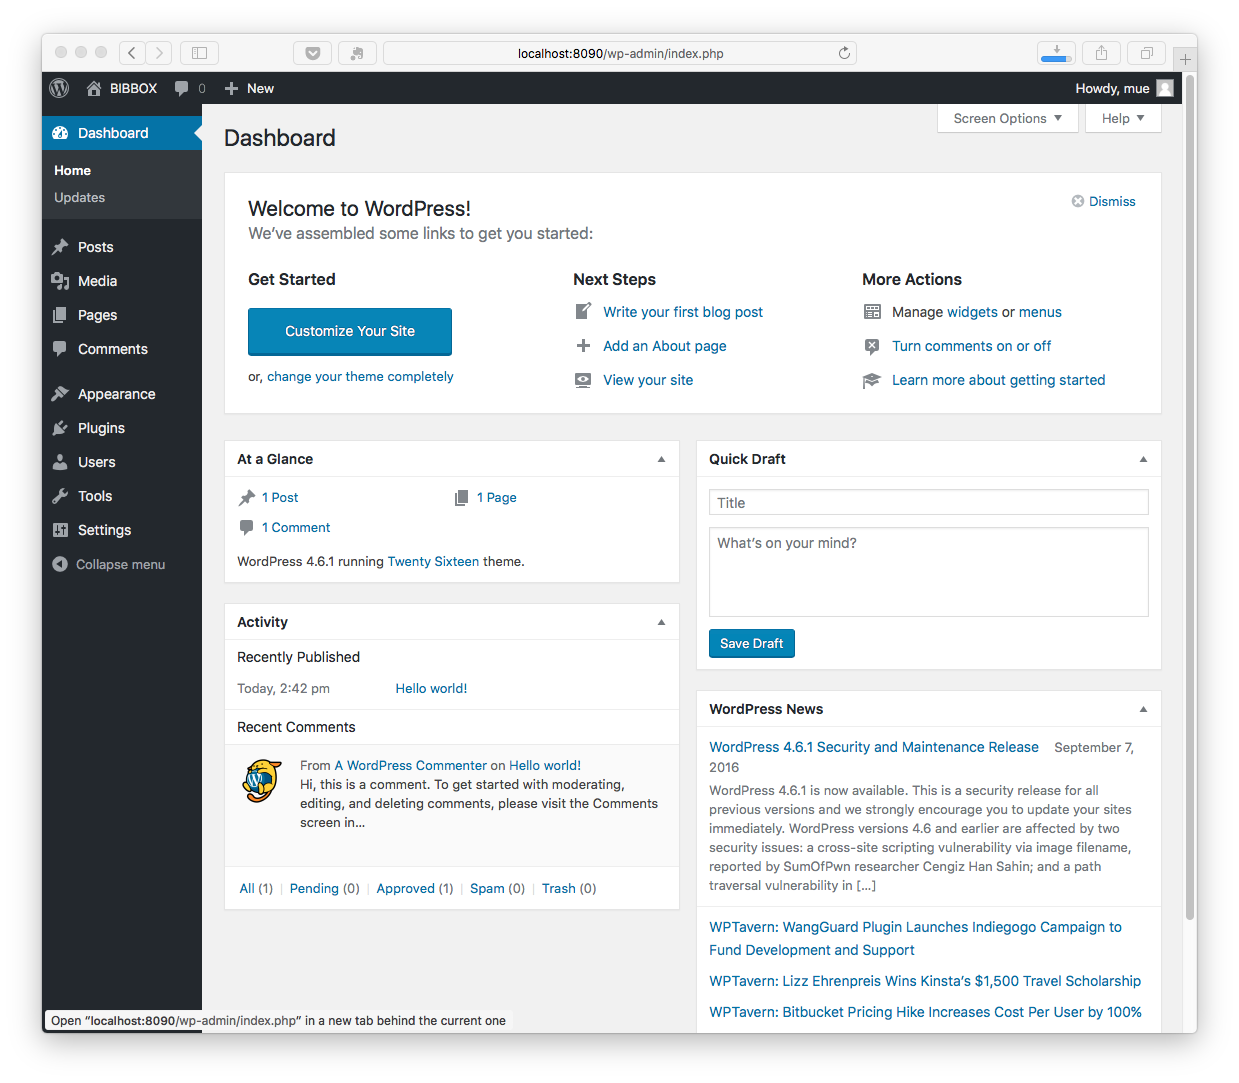 localhost:8090/wp-admin/index.php
BIBBOX 0 New Howdy, mue
Dashboard
Home
Updates
Posts
Media
Pages
Comments
Appearance
Plugins
Users
Tools
Settings
Collapse menu
Screen Options Help
Dashboard
Welcome to WordPress! Dismiss
We've assembled some links to get you started:
Get Started
Customize Your Site
or, change your theme completely
Next Steps
Write your first blog post
Add an About page
View your site
More Actions
Manage widgets or menus
Turn comments on or off
Learn more about getting started
At a Glance
1 Post 1 Page
1 Comment
WordPress 4.6.1 running Twenty Sixteen theme.
Activity
Recently Published
Today, 2:42 pm Hello world!
Recent Comments
From A WordPress Commenter on Hello world!
Hi, this is a comment. To get started with moderating,
editing, and deleting comments, please visit the Comments
screen in…
All (1) | Pending (0) | Approved (1) | Spam (0) | Trash (0)
Quick Draft
Title
What's on your mind?
Save Draft
WordPress News
WordPress 4.6.1 Security and Maintenance Release September 7,
2016
WordPress 4.6.1 is now available. This is a security release for all
previous versions and we strongly encourage you to update your sites
immediately. WordPress versions 4.6 and earlier are affected by two
security issues: a cross-site scripting vulnerability via image filename,
reported by SumOfPwn researcher Cengiz Han Sahin; and a path
traversal vulnerability in […]
WPTavern: WangGuard Plugin Launches Indiegogo Campaign to
Fund Development and Support
WPTavern: Lizz Ehrenpreis Wins Kinsta's $1,500 Travel Scholarship
WPTavern: Bitbucket Pricing Hike Increases Cost Per User by 100%
Open "localhost:8090/wp-admin/index.php" in a new tab behind the current one